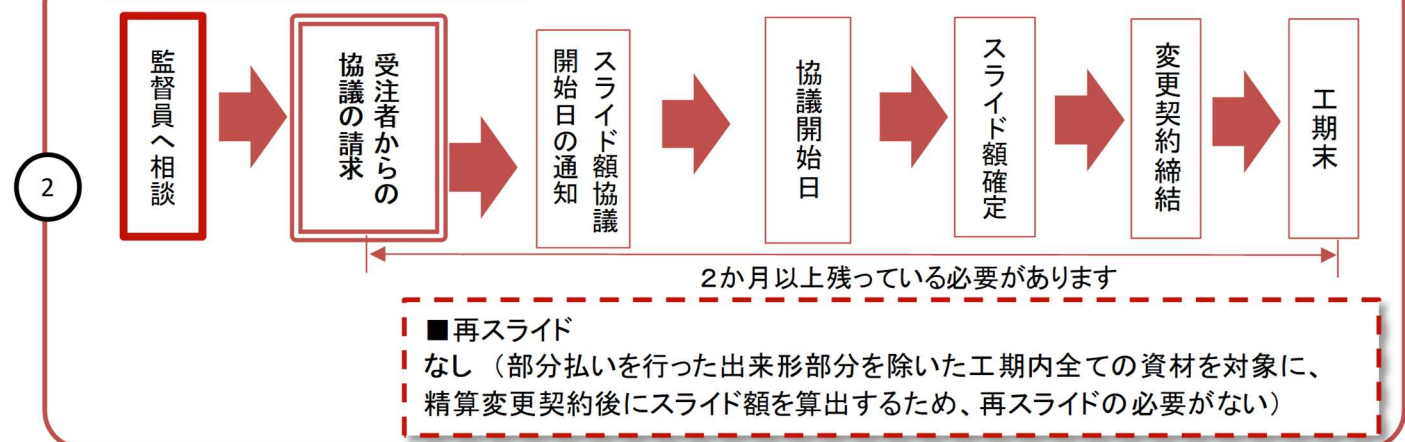 2
監督員へ相談
受注者からの
協議の請求
スライド額協議
開始日の通知
協議開始日
スライド額確定
変更契約締結
工期末
２か月以上残っている必要があります
■再スライド
なし （部分払いを行った出来形部分を除いた工期内全ての資材を対象に、
精算変更契約後にスライド額を算出するため、再スライドの必要がない）